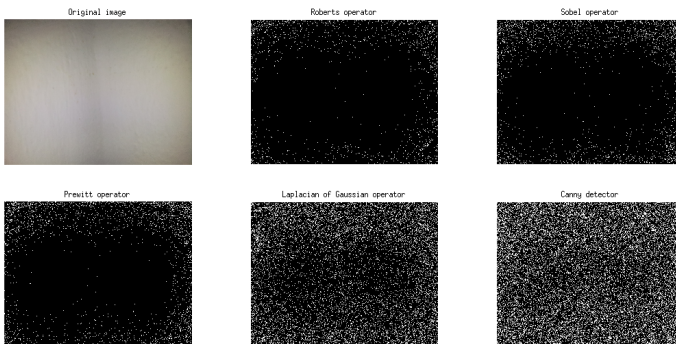 Original image
Roberts operator
Sobel operator
Prewitt operator
Laplacian of Gaussian operator
Canny detector